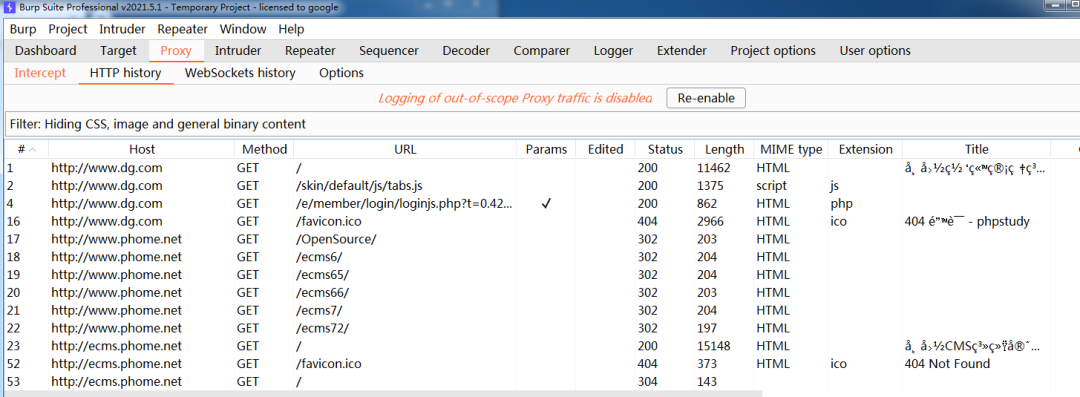 Burp Suite Professional v2021.5.1 - Temporary Project - licensed to google
Burp Project Intruder Repeater Window Help
Dashboard Target Proxy Intruder Repeater Sequencer Decoder Comparer Logger Extender Project options User options
Intercept HTTP history WebSockets history Options
Logging of out-of-scope Proxy traffic is disabled Re-enable
Filter: Hiding CSS, image and general binary content
# Host Method URL Params Edited Status Length MIME type Extension Title
1 http://www.dg.com GET / 200 11462 HTML
2 http://www.dg.com GET /skin/default/js/tabs.js 200 1375 script js
4 http://www.dg.com GET /e/member/login/loginjs.php?t=0.42... ✓ 200 862 HTML php
16 http://www.dg.com GET /favicon.ico 404 2966 HTML ico 404 - phpstudy
17 http://www.phome.net GET /OpenSource/ 302 203 HTML
18 http://www.phome.net GET /ecms6/ 302 204 HTML
19 http://www.phome.net GET /ecms65/ 302 204 HTML
20 http://www.phome.net GET /ecms66/ 302 203 HTML
21 http://www.phome.net GET /ecms7/ 302 204 HTML
22 http://www.phome.net GET /ecms72/ 302 197 HTML
23 http://ecms.phome.net GET / 200 15148 HTML
52 http://ecms.phome.net GET /favicon.ico 404 373 HTML ico 404 Not Found
53 http://ecms.phome.net GET / 304 143